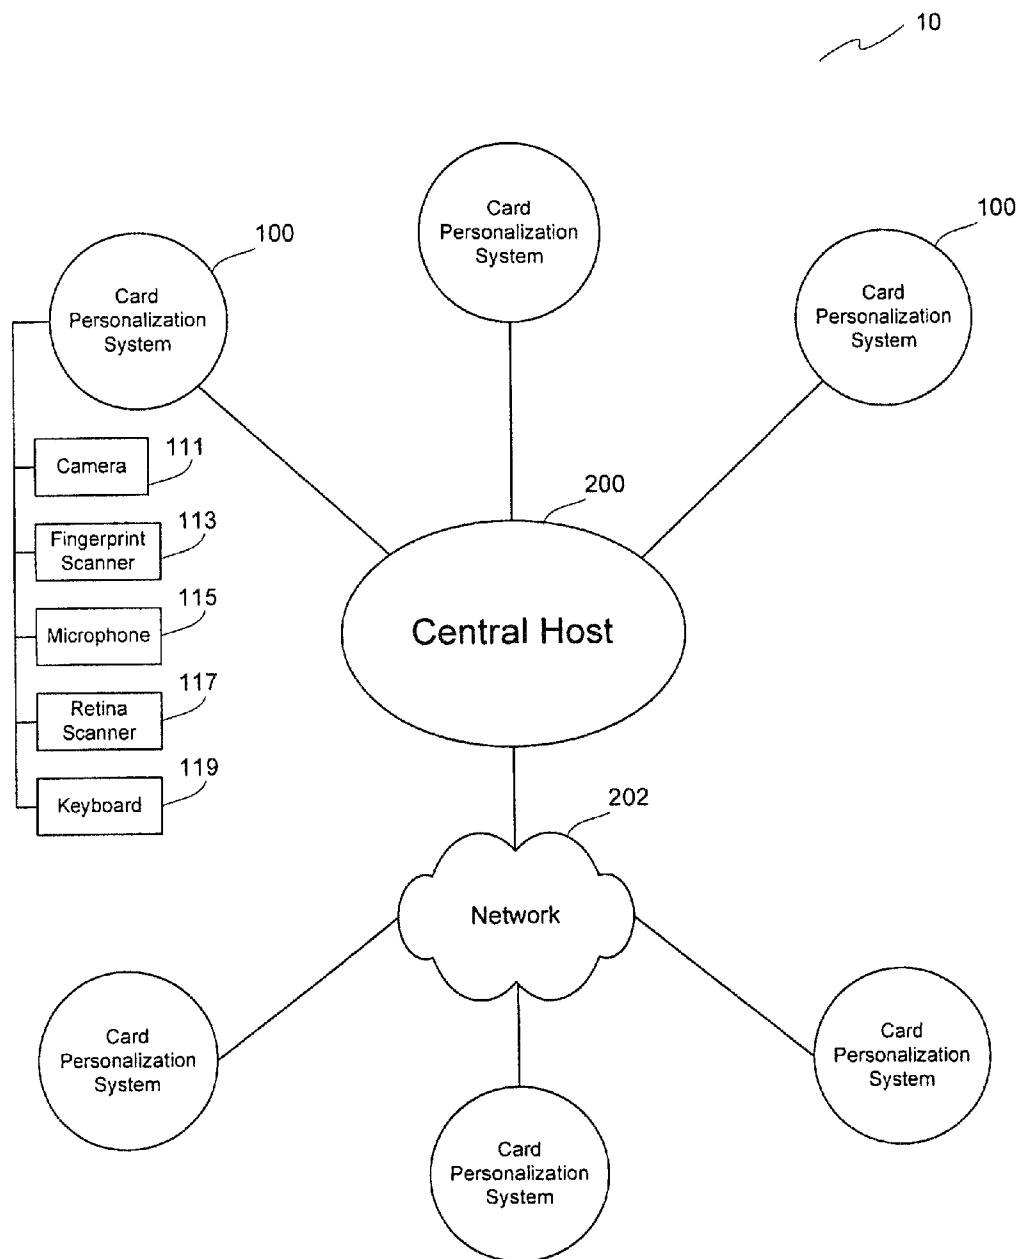 10
Card
Personalization
System
100
Card
Personalization
System
100
Card
Personalization
System
Camera
111
Fingerprint
Scanner
113
Microphone
115
Retina
Scanner
117
Keyboard
119
200
Central Host
202
Network
Card
Personalization
System
Card
Personalization
System
Card
Personalization
System